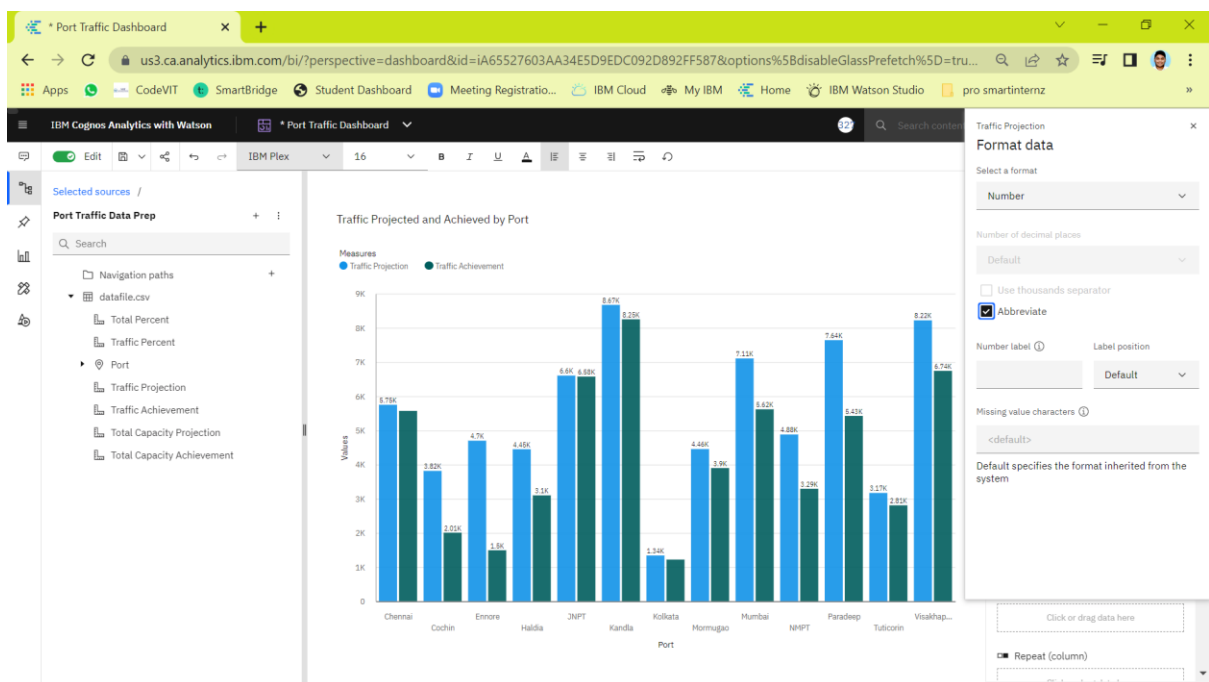 * Port Traffic Dashboard
us3.ca.analytics.ibm.com/bi/?perspective=dashboard&id=iA65527603AA34E5D9EDC092D892FF587&options%5BdisableGlassPrefetch%5D=tru...
Apps CodeVIT SmartBridge Student Dashboard Meeting Registratio... IBM Cloud My IBM Home IBM Watson Studio pro smartinternz »
IBM Cognos Analytics with Watson * Port Traffic Dashboard Search conten
Edit IBM Plex 16 B I U A
Selected sources /
Port Traffic Data Prep
Search
Navigation paths
datafile.csv
Total Percent
Traffic Percent
Port
Traffic Projection
Traffic Achievement
Total Capacity Projection
Total Capacity Achievement
Traffic Projected and Achieved by Port
Measures
Traffic Projection Traffic Achievement
Values
9K
8K
7K
6K
5K
4K
3K
2K
1K
0
5.75K
3.82K 2.01K
4.7K 1.5K
4.45K 3.1K
6.6K 6.58K
8.67K 8.25K
1.34K
4.46K 3.9K
7.11K 5.62K
4.88K 3.29K
7.64K 5.43K
3.17K 2.81K
8.22K 6.74K
Chennai Cochin Ennore Haldia JNPT Kandla Kolkata Mormugao Mumbai NMPT Paradeep Tuticorin Visakhap...
Port
Traffic Projection
Format data
Select a format
Number
Number of decimal places
Default
Use thousands separator
Abbreviate
Number label Label position
Default
Missing value characters
<default>
Default specifies the format inherited from the
system
Click or drag data here
Repeat (column)